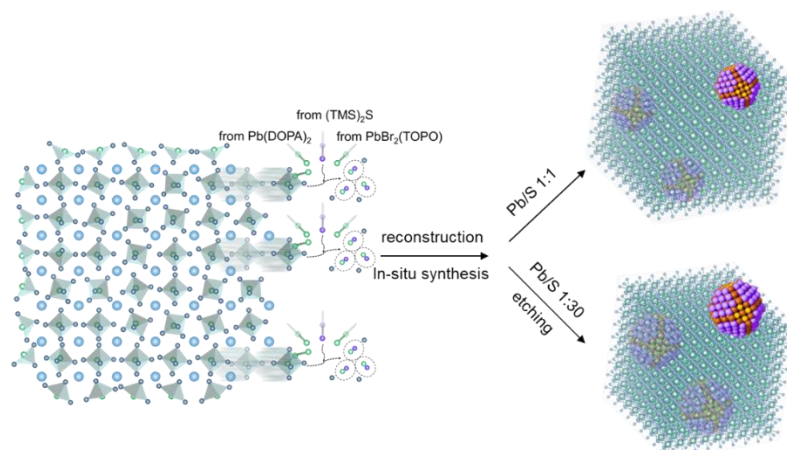 from (TMS)₂S
from Pb(DOPA)₂
from PbBr₂(TOPO)
reconstruction
In-situ synthesis
Pb/S 1:1
Pb/S 1:30
etching